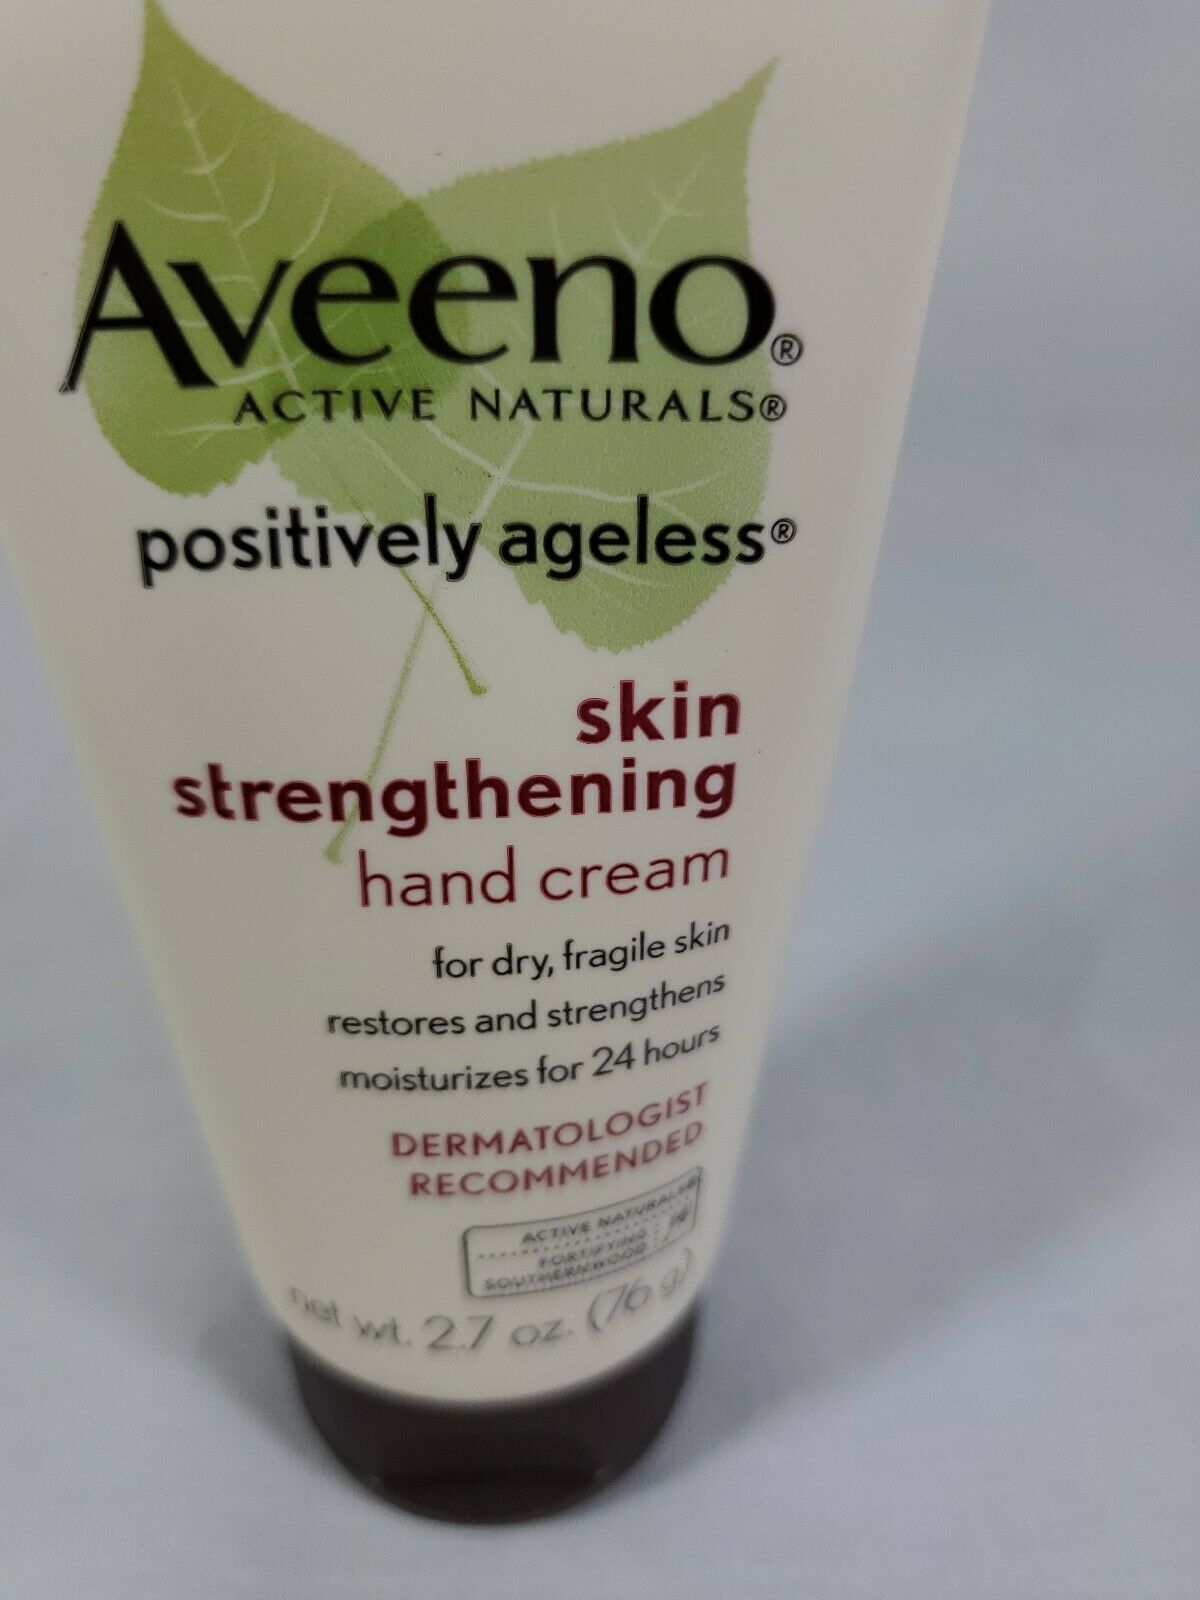 Aveeno®
ACTIVE NATURALS®
positively ageless®
skin
strengthening
hand cream
for dry, fragile skin
restores and strengthens
moisturizes for 24 hours
DERMATOLOGIST
RECOMMENDED
ACTIVE NATURALS®
FORTIFYING
SOUTHERNWOOD
net wt. 2.7 oz. (76 g)